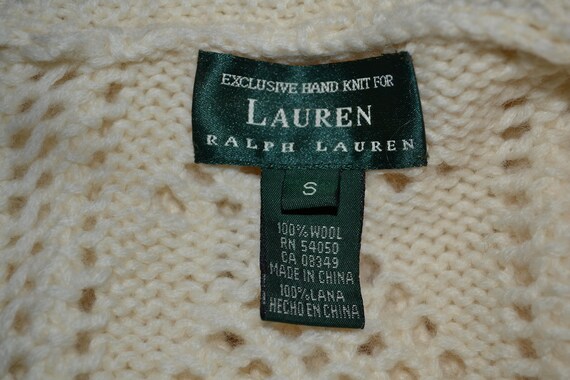 EXCLUSIVE HAND KNIT FOR
LAUREN
RALPH LAUREN
S
100% WOOL
RN 54050
CA 08349
MADE IN CHINA
100% LANA
HECHO EN CHINA